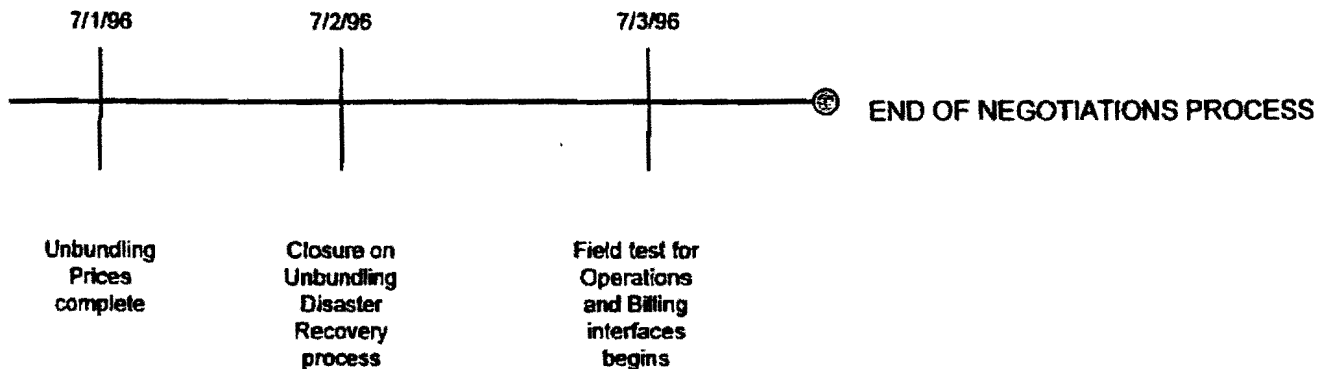 7/1/96
7/2/96
7/3/96
END OF NEGOTIATIONS PROCESS
Unbundling
Prices
complete
Closure on
Unbundling
Disaster
Recovery
process
Field test for
Operations
and Billing
interfaces
begins